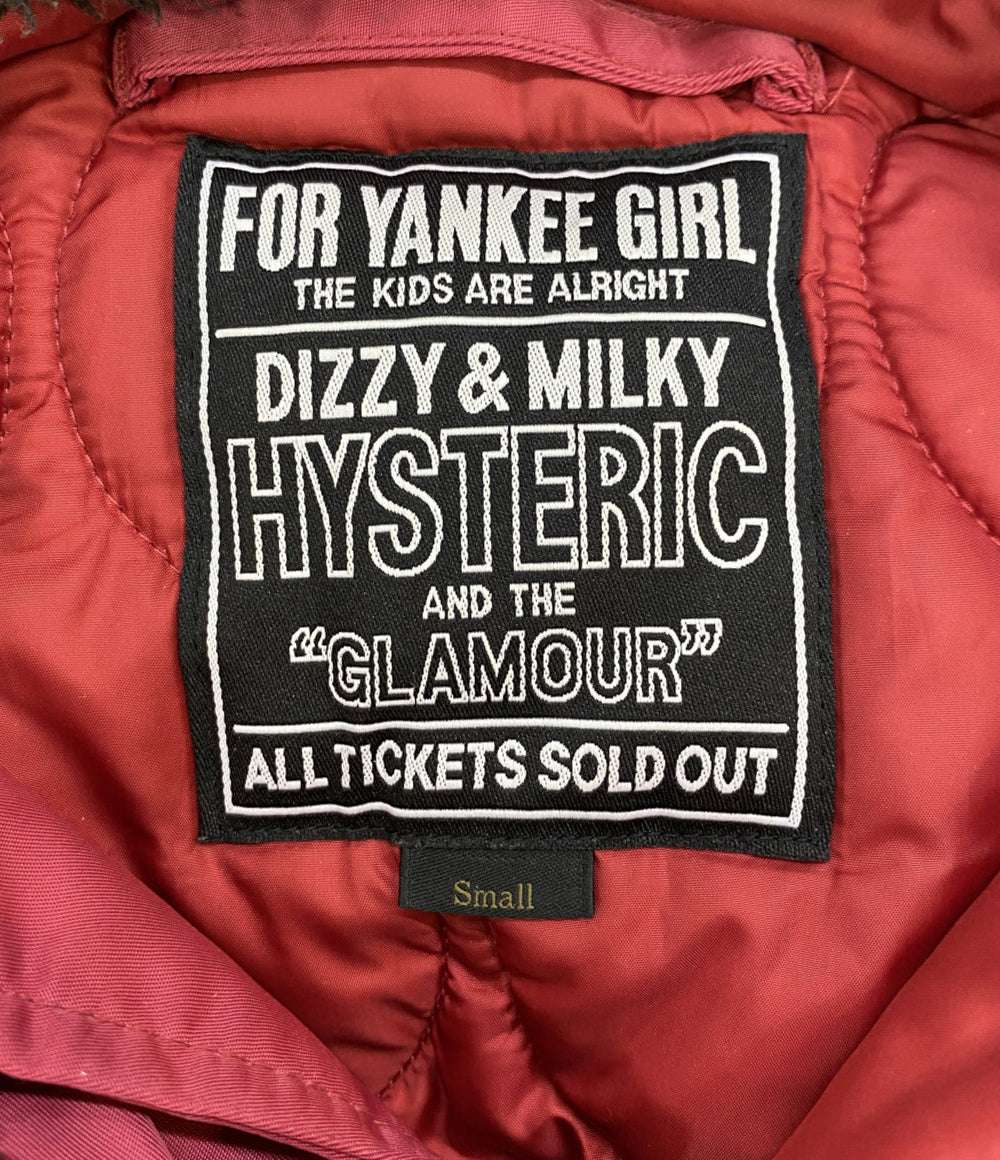 FOR YANKEE GIRL
THE KIDS ARE ALRIGHT
DIZZY & MILKY
HYSTERIC
AND THE
“GLAMOUR”
ALL TICKETS SOLD OUT
Small